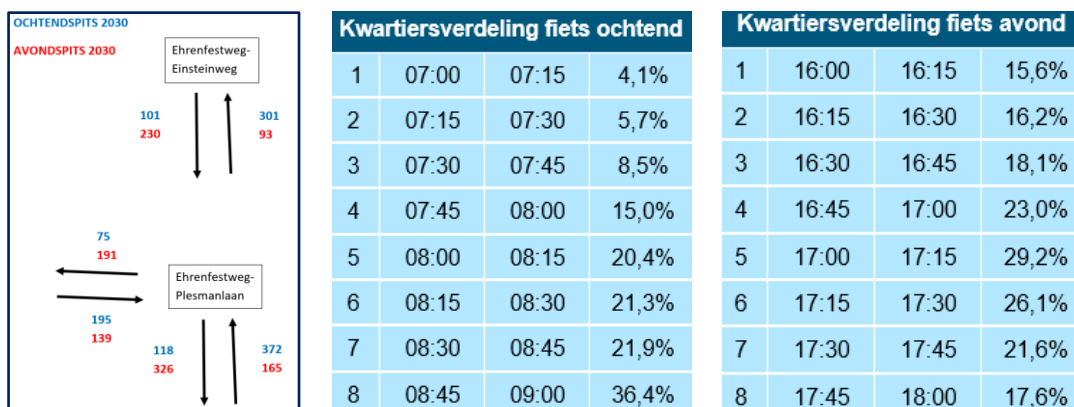 OCHTENDSPITS 2030
AVONDSPITS 2030
Ehrenfestweg-
Einsteinweg
101
230
301
93
75
191
Ehrenfestweg-
Plesmanlaan
195
139
118
326
372
165
Kwartiersverdeling fiets ochtend
1 07:00 07:15 4,1%
2 07:15 07:30 5,7%
3 07:30 07:45 8,5%
4 07:45 08:00 15,0%
5 08:00 08:15 20,4%
6 08:15 08:30 21,3%
7 08:30 08:45 21,9%
8 08:45 09:00 36,4%
Kwartiersverdeling fiets avond
1 16:00 16:15 15,6%
2 16:15 16:30 16,2%
3 16:30 16:45 18,1%
4 16:45 17:00 23,0%
5 17:00 17:15 29,2%
6 17:15 17:30 26,1%
7 17:30 17:45 21,6%
8 17:45 18:00 17,6%